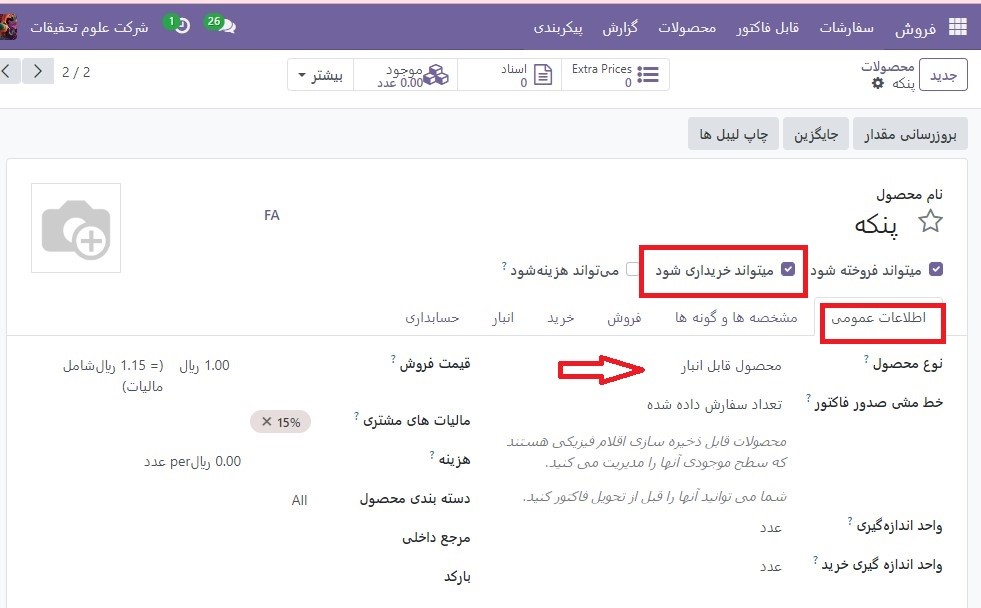 فروش سفارشات قابل فاکتور محصولات گزارش پیکربندی 26 1 شرکت علوم تحقیقات
جدید محصولات
پنکه
Extra Prices
0
اسناد
0
موجود
0.00 عدد
بیشتر
2 / 2
بروزرسانی مقدار جایگزین چاپ لیبل ها
نام محصول
پنکه
FA
میتواند فروخته شود میتواند خریداری شود می‌تواند هزینه‌شود ?
اطلاعات عمومی مشخصه ها و گونه ها فروش خرید انبار حسابداری
نوع محصول ? محصول قابل انبار
خط مشی صدور فاکتور ? تعداد سفارش داده شده
محصولات قابل ذخیره سازی اقلام فیزیکی هستند
که سطح موجودی آنها را مدیریت می کنید.
شما می توانید آنها را قبل از تحویل فاکتور کنید.
واحد اندازه‌گیری ? عدد
واحد اندازه گیری خرید ? عدد
قیمت فروش ? 1.00 ریال (= 1.15 ریال‌شامل
مالیات)
مالیات های مشتری ? 15% ×
هزینه ? 0.00 ریال‌per عدد
دسته بندی محصول All
مرجع داخلی
بارکد